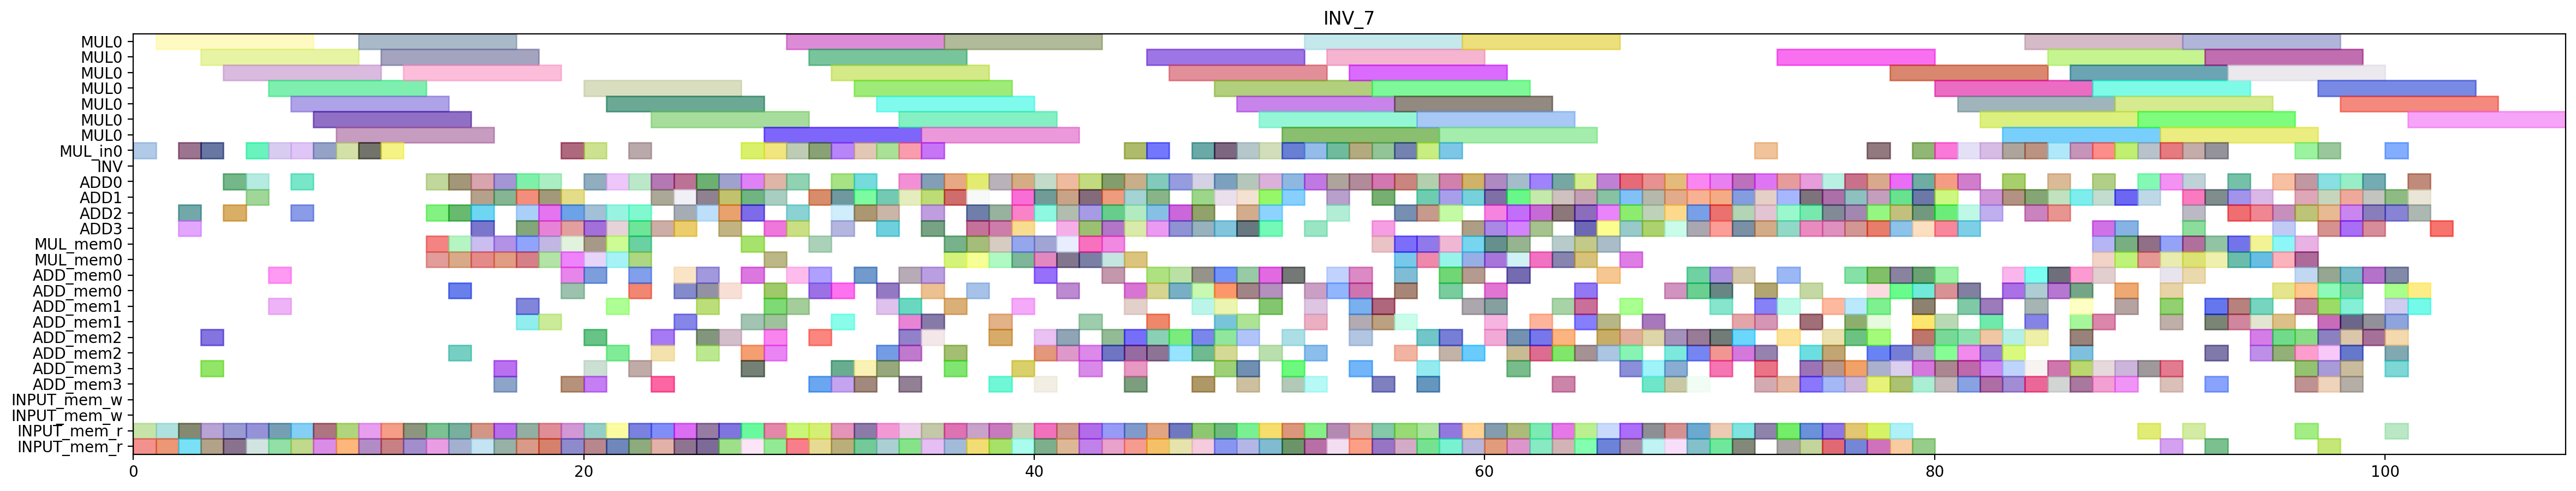 INV_7
MUL0
MUL0
MUL0
MUL0
MUL0
MUL0
MUL0
MUL_in0
INV
ADD0
ADD1
ADD2
ADD3
MUL_mem0
MUL_mem0
ADD_mem0
ADD_mem0
ADD_mem1
ADD_mem1
ADD_mem2
ADD_mem2
ADD_mem3
ADD_mem3
INPUT_mem_w
INPUT_mem_w
INPUT_mem_r
INPUT_mem_r
0 20 40 60 80 100